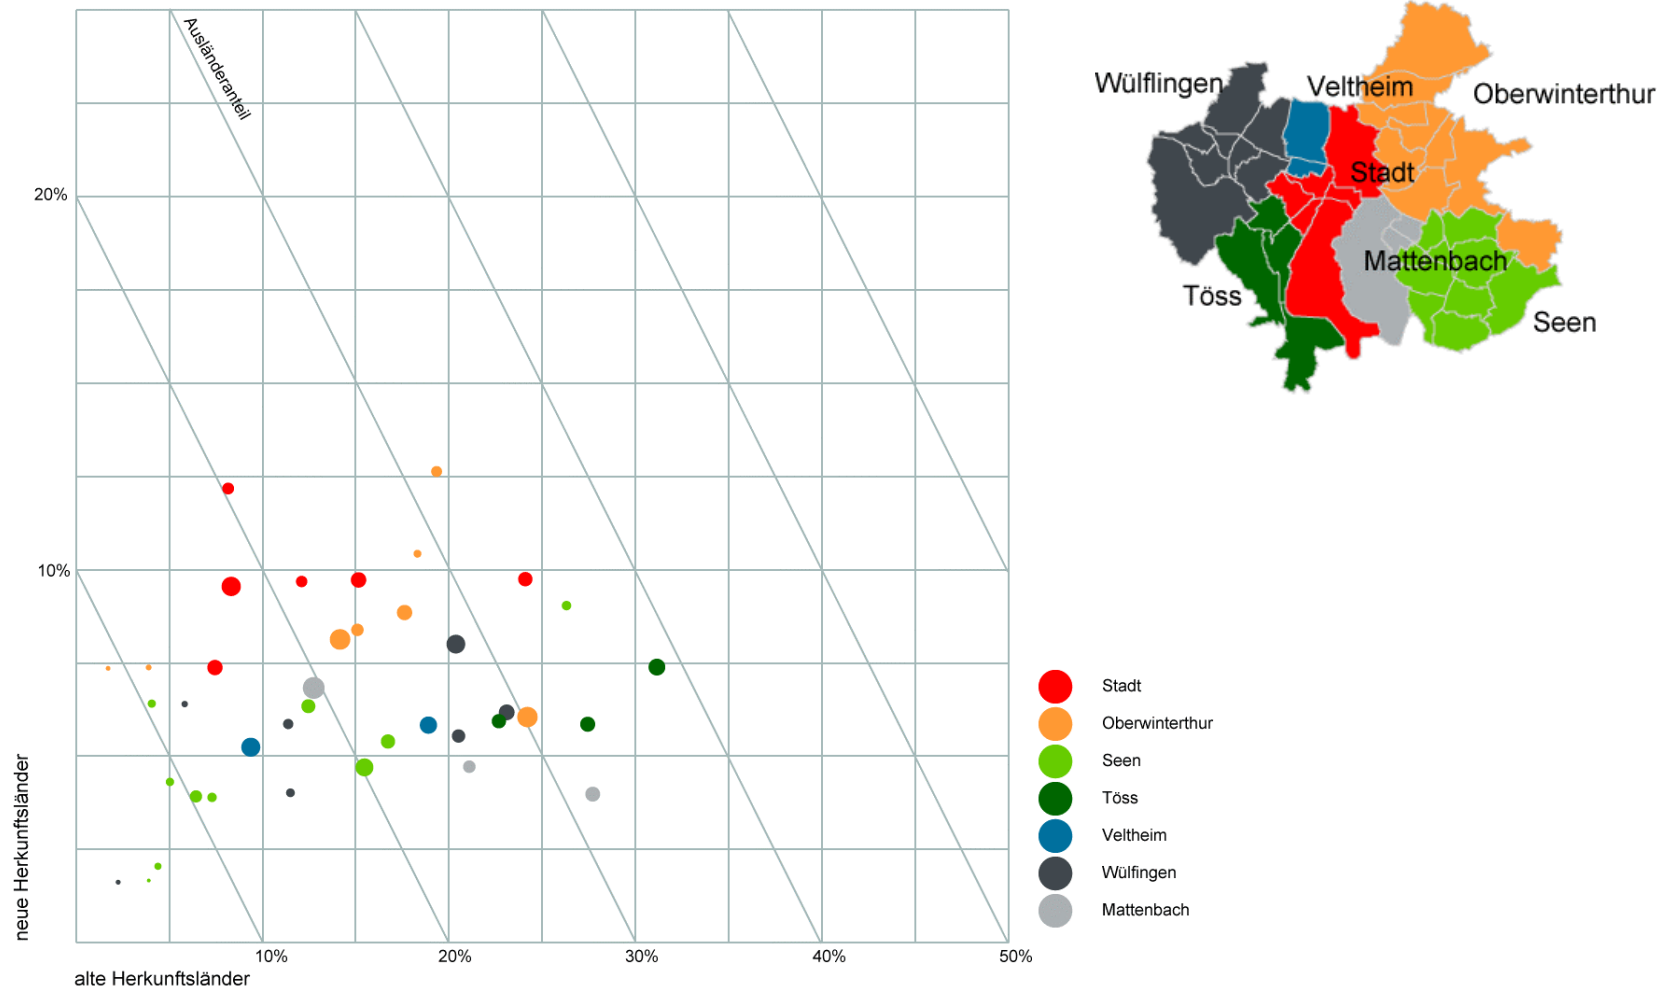 Ausländeranteil
20%
10%
neue Herkunftsländer
10%
20%
30%
40%
50%
alte Herkunftsländer
Wülflingen
Veltheim
Oberwinterthur
Stadt
Mattenbach
Töss
Seen
Stadt
Oberwinterthur
Seen
Töss
Veltheim
Wülfingen
Mattenbach